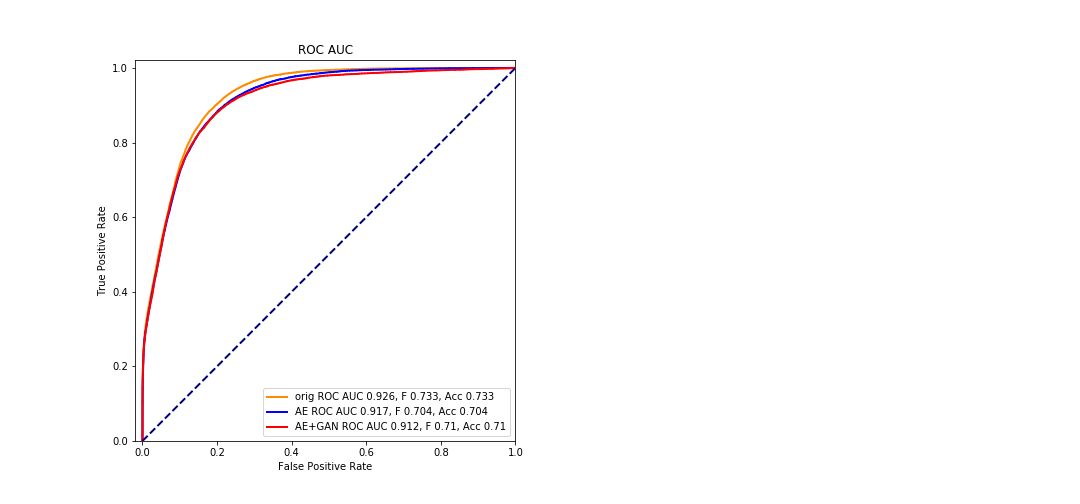 ROC AUC
1.0
0.8
0.6
0.4
0.2
0.0
True Positive Rate
orig ROC AUC 0.926, F 0.733, Acc 0.733
AE ROC AUC 0.917, F 0.704, Acc 0.704
AE+GAN ROC AUC 0.912, F 0.71, Acc 0.71
0.0 0.2 0.4 0.6 0.8 1.0
False Positive Rate